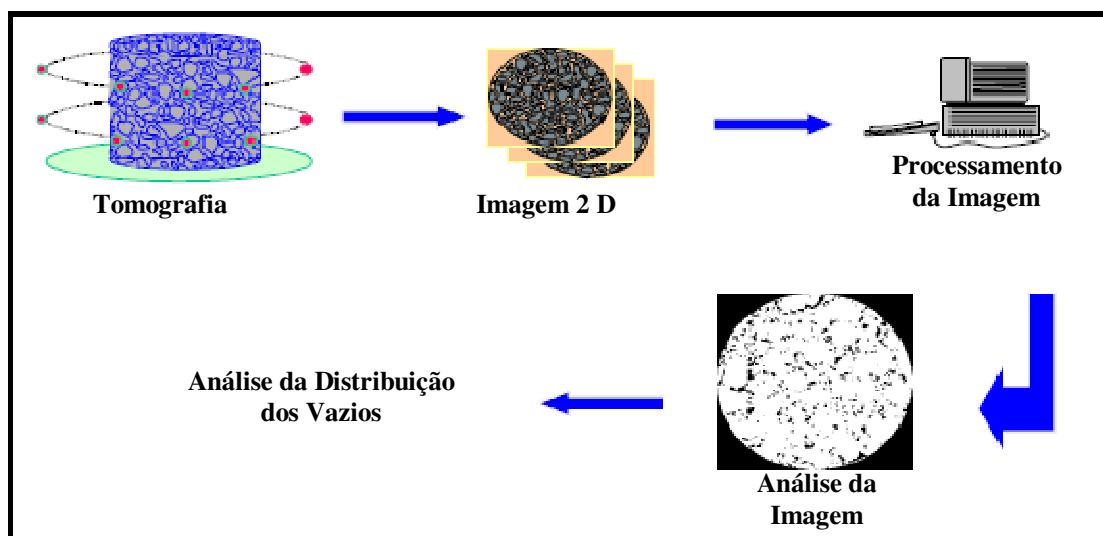 Tomografia
Imagem 2 D
Processamento
da Imagem
Análise da Distribuição
dos Vazios
Análise da
Imagem